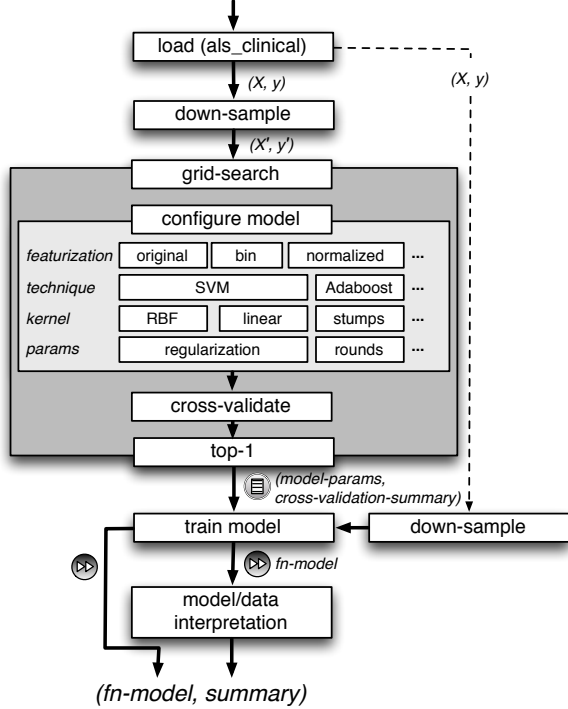 load (als_clinical)
(X, y)
(X, y)
down-sample
(X', y')
grid-search
configure model
featurization original bin normalized ...
technique SVM Adaboost ...
kernel RBF linear stumps ...
params regularization rounds ...
cross-validate
top-1
(model-params,
cross-validation-summary)
train model
down-sample
fn-model
model/data
interpretation
(fn-model, summary)